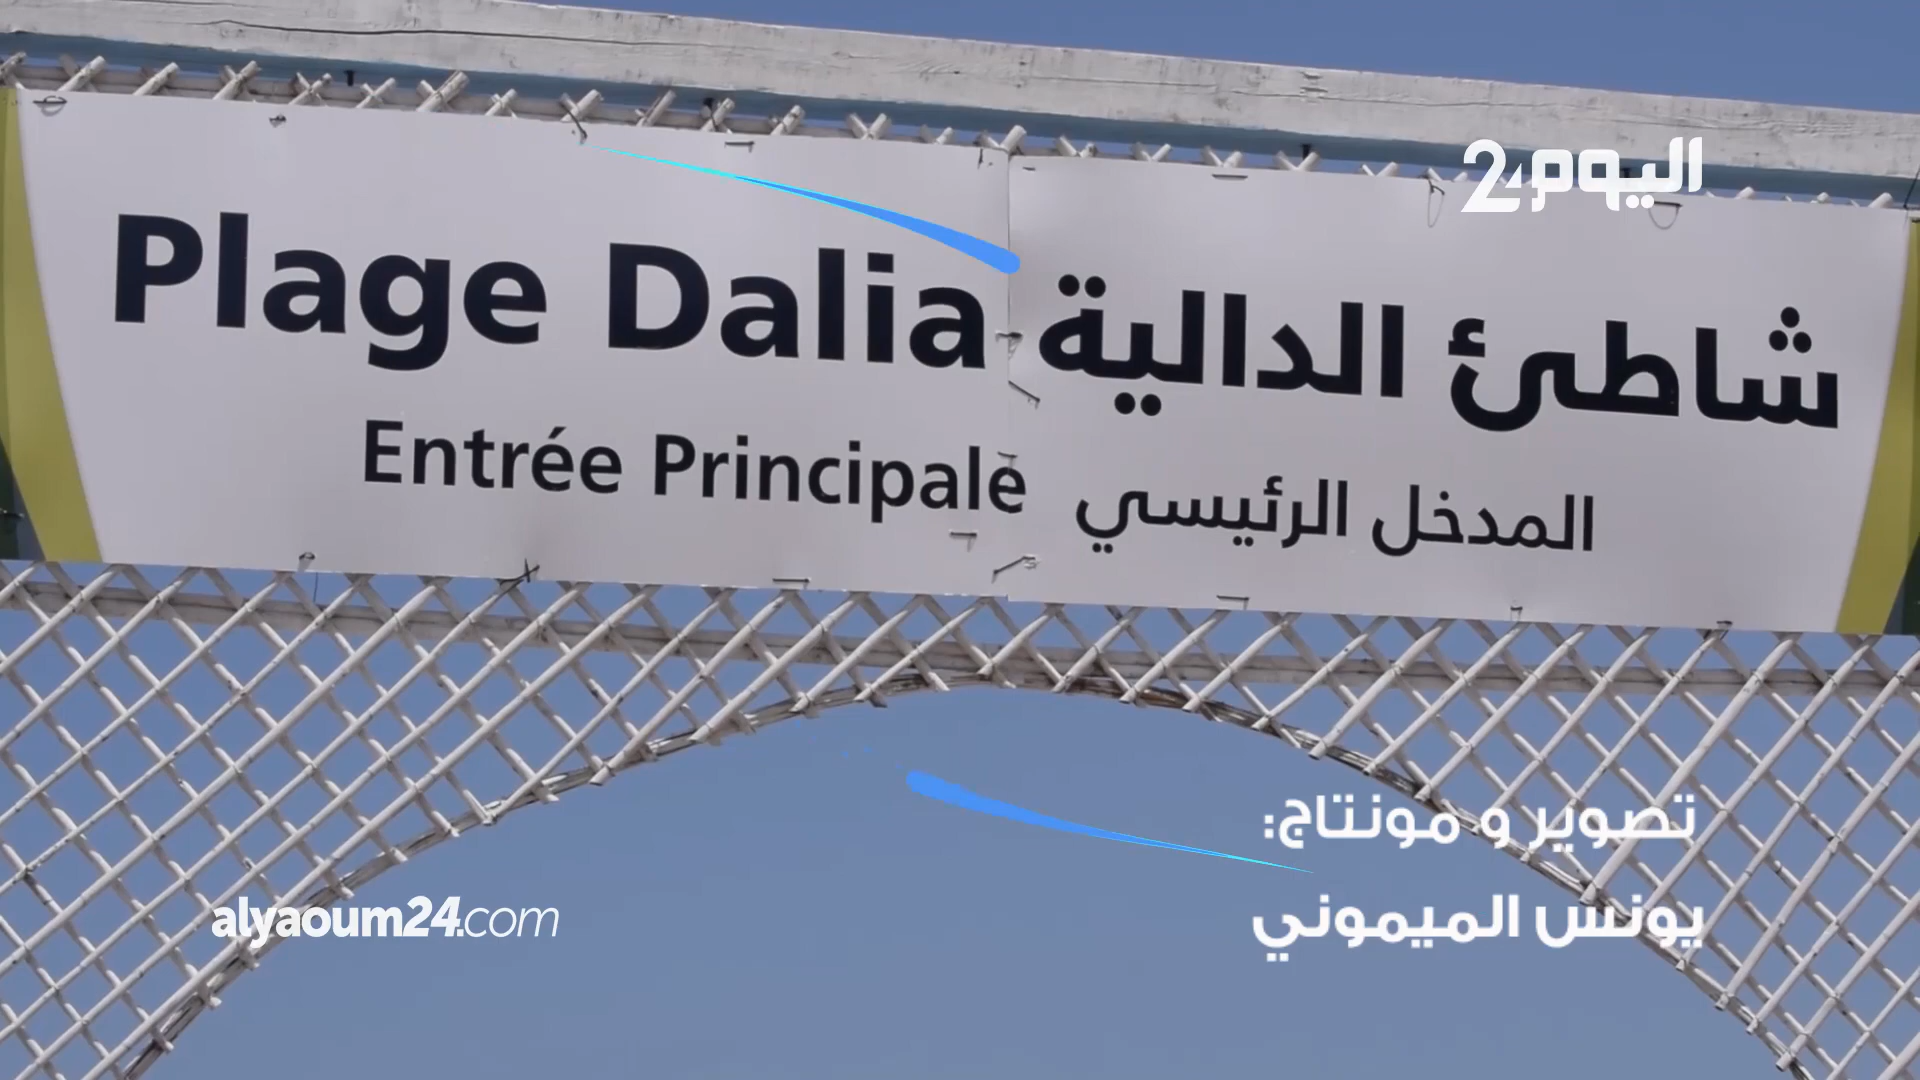 اليوم24
Plage Dalia شاطئ الدالية
Entrée Principale المدخل الرئيسي
تصوير و مونتاج:
يونس الميموني
alyaoum24.com